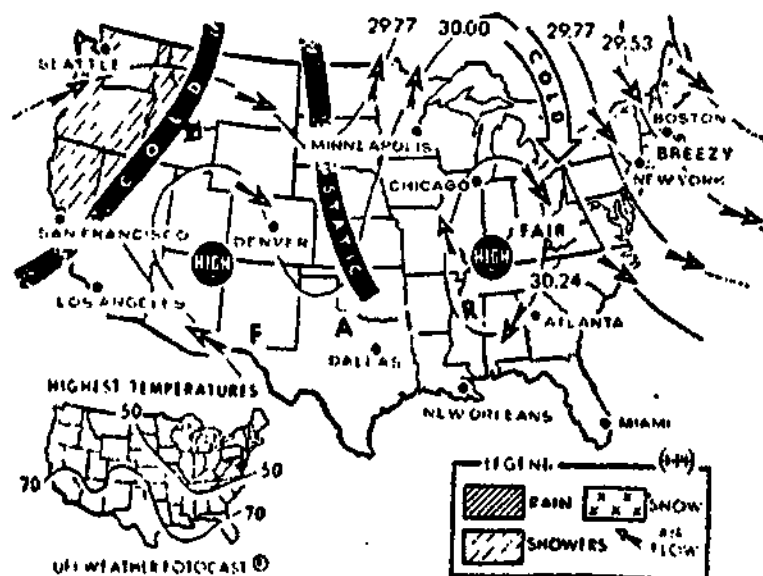 29.77 30.00 29.77
29.53
SEATTLE
COLD
COLD
MINNEAPOLIS
BOSTON
BREEZY
NEW YORK
CHICAGO
STATIC
SAN FRANCISCO
DENVER
FAIR
HIGH
HIGH
LOS ANGELES
30.24
F A R
ATLANTA
DALLAS
HIGHEST TEMPERATURES
NEW ORLEANS
MIAMI
50
50
70
70
LEGEND
RAIN
SNOW
SHOWERS
AIR
FLOW
UPI WEATHER FOTOCAST ®